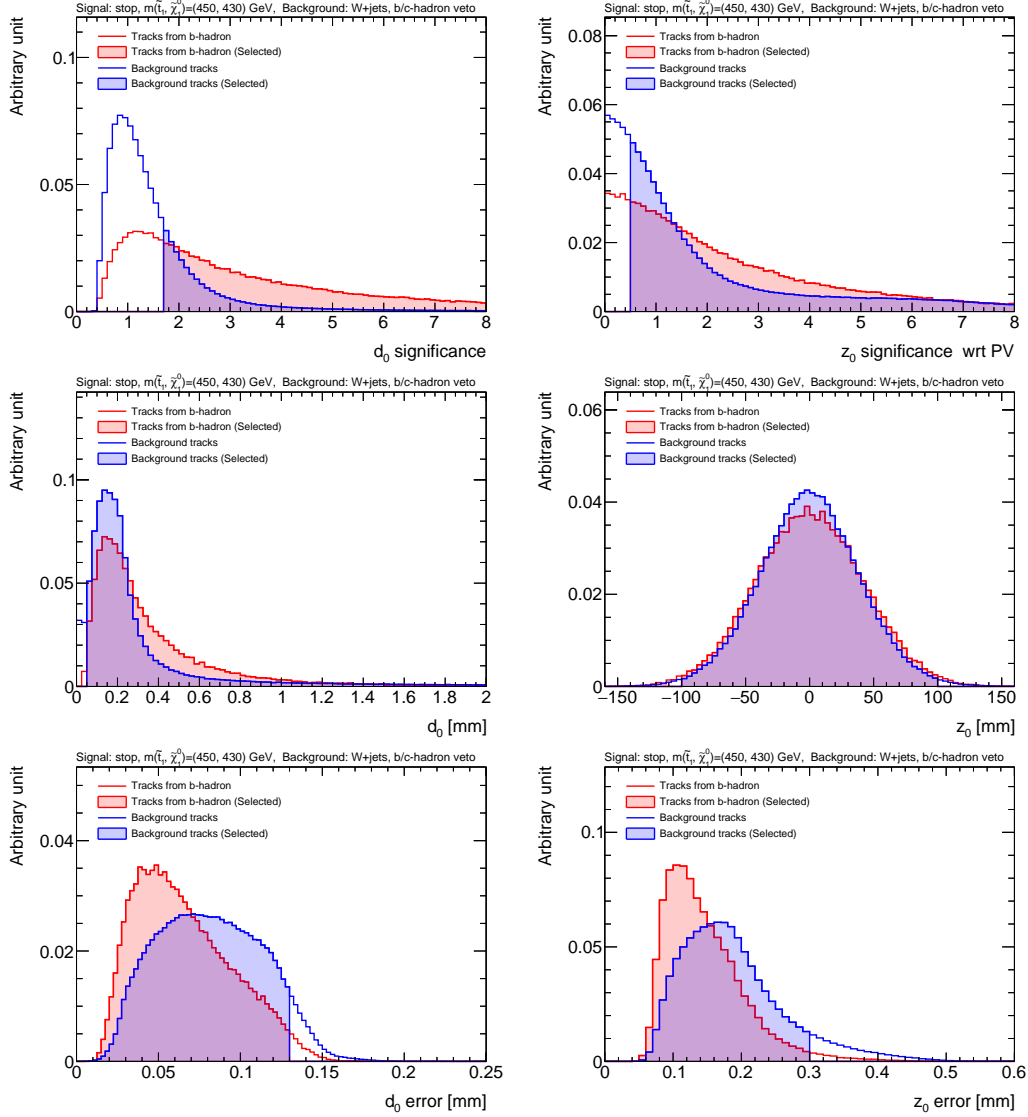 Signal: stop, m(t̃₁, χ̃₁⁰)=(450, 430) GeV,  Background: W+jets, b/c-hadron veto
Arbitrary unit
0.1
0.05
0
Tracks from b-hadron
Tracks from b-hadron (Selected)
Background tracks
Background tracks (Selected)
0 1 2 3 4 5 6 7 8
d₀ significance
Signal: stop, m(t̃₁, χ̃₁⁰)=(450, 430) GeV,  Background: W+jets, b/c-hadron veto
Arbitrary unit
0.08
0.06
0.04
0.02
0
Tracks from b-hadron
Tracks from b-hadron (Selected)
Background tracks
Background tracks (Selected)
0 1 2 3 4 5 6 7 8
z₀ significance wrt PV
Signal: stop, m(t̃₁, χ̃₁⁰)=(450, 430) GeV,  Background: W+jets, b/c-hadron veto
Arbitrary unit
0.1
0.05
0
Tracks from b-hadron
Tracks from b-hadron (Selected)
Background tracks
Background tracks (Selected)
0 0.2 0.4 0.6 0.8 1 1.2 1.4 1.6 1.8 2
d₀ [mm]
Signal: stop, m(t̃₁, χ̃₁⁰)=(450, 430) GeV,  Background: W+jets, b/c-hadron veto
Arbitrary unit
0.06
0.04
0.02
0
Tracks from b-hadron
Tracks from b-hadron (Selected)
Background tracks
Background tracks (Selected)
−150 −100 −50 0 50 100 150
z₀ [mm]
Signal: stop, m(t̃₁, χ̃₁⁰)=(450, 430) GeV,  Background: W+jets, b/c-hadron veto
Arbitrary unit
0.04
0.02
0
Tracks from b-hadron
Tracks from b-hadron (Selected)
Background tracks
Background tracks (Selected)
0 0.05 0.1 0.15 0.2 0.25
d₀ error [mm]
Signal: stop, m(t̃₁, χ̃₁⁰)=(450, 430) GeV,  Background: W+jets, b/c-hadron veto
Arbitrary unit
0.1
0.05
0
Tracks from b-hadron
Tracks from b-hadron (Selected)
Background tracks
Background tracks (Selected)
0 0.1 0.2 0.3 0.4 0.5 0.6
z₀ error [mm]